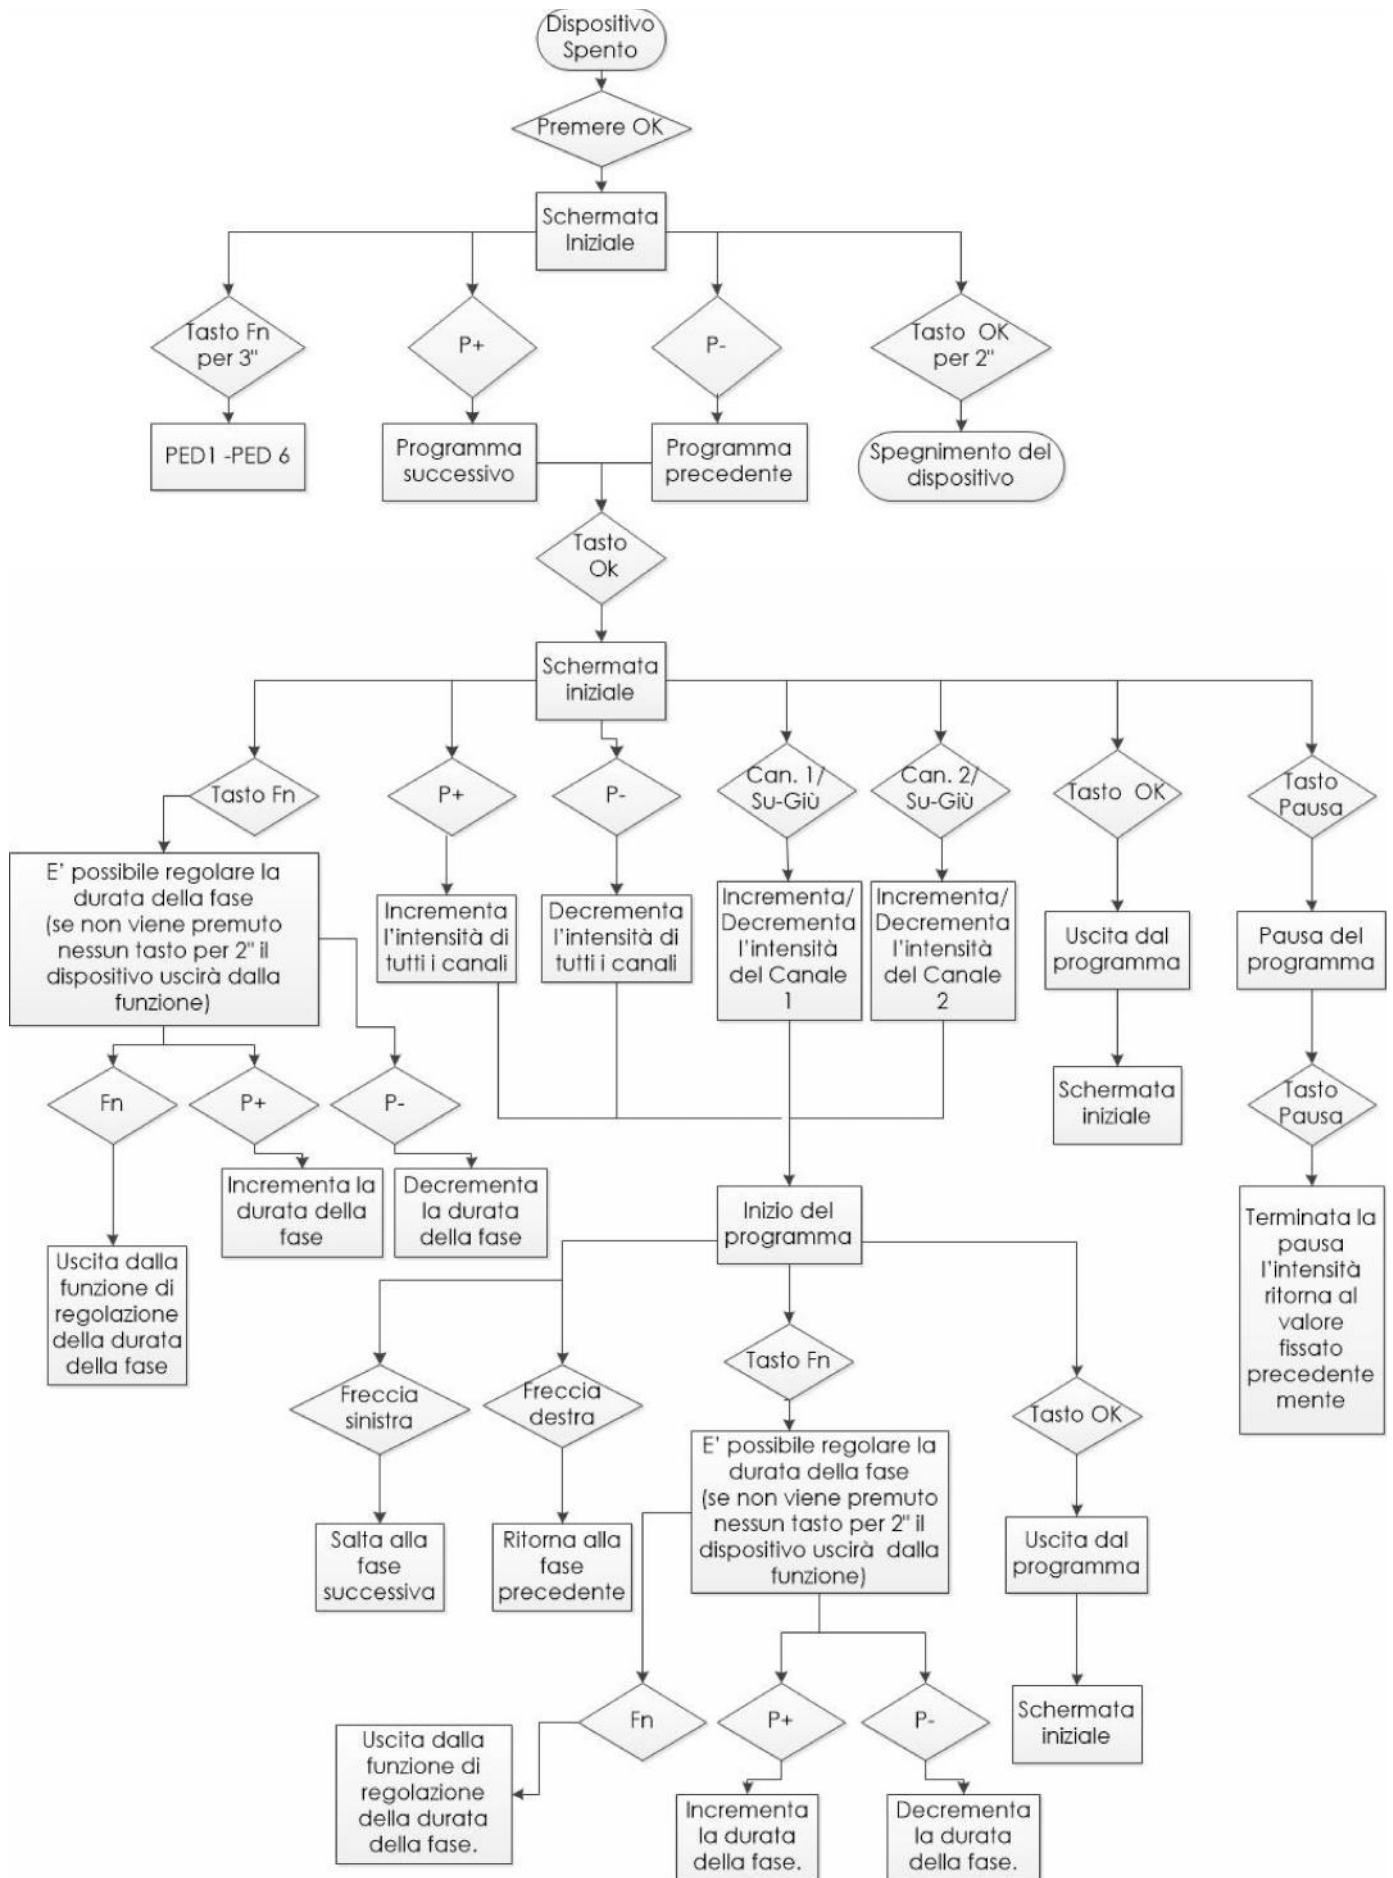 Dispositivo
Spento
Premere OK
Schermata
Iniziale
Tasto Fn
per 3"
P+
P-
Tasto OK
per 2"
PED1 -PED 6
Programma
successivo
Programma
precedente
Spegnimento del
dispositivo
Tasto
Ok
Schermata
iniziale
Tasto Fn
P+
P-
Can. 1/
Su-Giù
Can. 2/
Su-Giù
Tasto OK
Tasto
Pausa
E' possibile regolare la
durata della fase
(se non viene premuto
nessun tasto per 2" il
dispositivo uscirà dalla
funzione)
Incrementa
l'intensità di
tutti i canali
Decrementa
l'intensità di
tutti i canali
Incrementa/
Decrementa
l'intensità
del Canale
1
Incrementa/
Decrementa
l'intensità
del Canale
2
Uscita dal
programma
Pausa del
programma
Fn
P+
P-
Schermata
iniziale
Tasto
Pausa
Incrementa la
durata della
fase
Decrementa
la durata
della fase
Uscita dalla
funzione di
regolazione
della durata
della fase
Inizio del
programma
Terminata la
pausa
l'intensità
ritorna al
valore
fissato
precedente
mente
Freccia
sinistra
Freccia
destra
Tasto Fn
Tasto OK
Salta alla
fase
successiva
Ritorna alla
fase
precedente
E' possibile regolare la
durata della fase
(se non viene premuto
nessun tasto per 2" il
dispositivo uscirà dalla
funzione)
Uscita dal
programma
Fn
P+
P-
Schermata
iniziale
Uscita dalla
funzione di
regolazione
della durata
della fase.
Incrementa
la durata
della fase.
Decrementa
la durata
della fase.